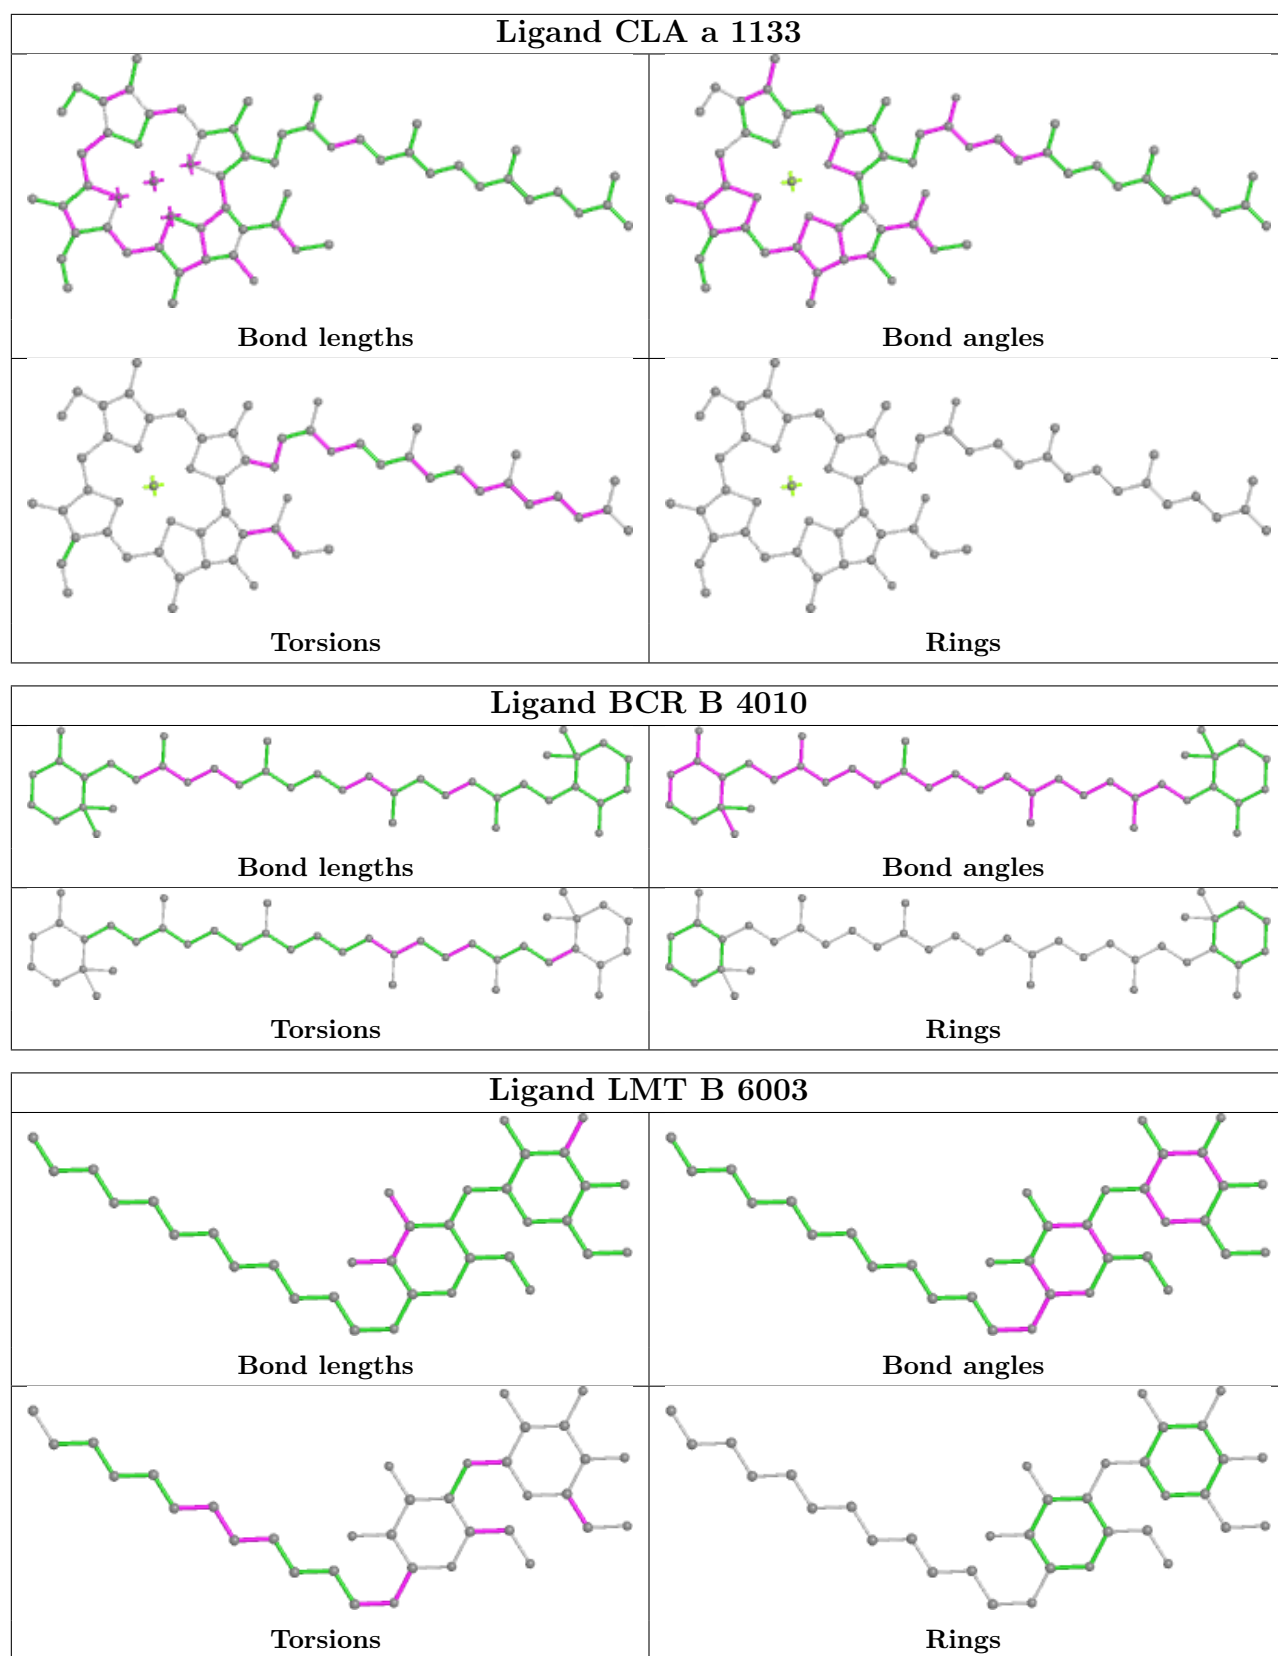 Ligand CLA a 1133
Bond lengths
Bond angles
Torsions
Rings
Ligand BCR B 4010
Bond lengths
Bond angles
Torsions
Rings
Ligand LMT B 6003
Bond lengths
Bond angles
Torsions
Rings